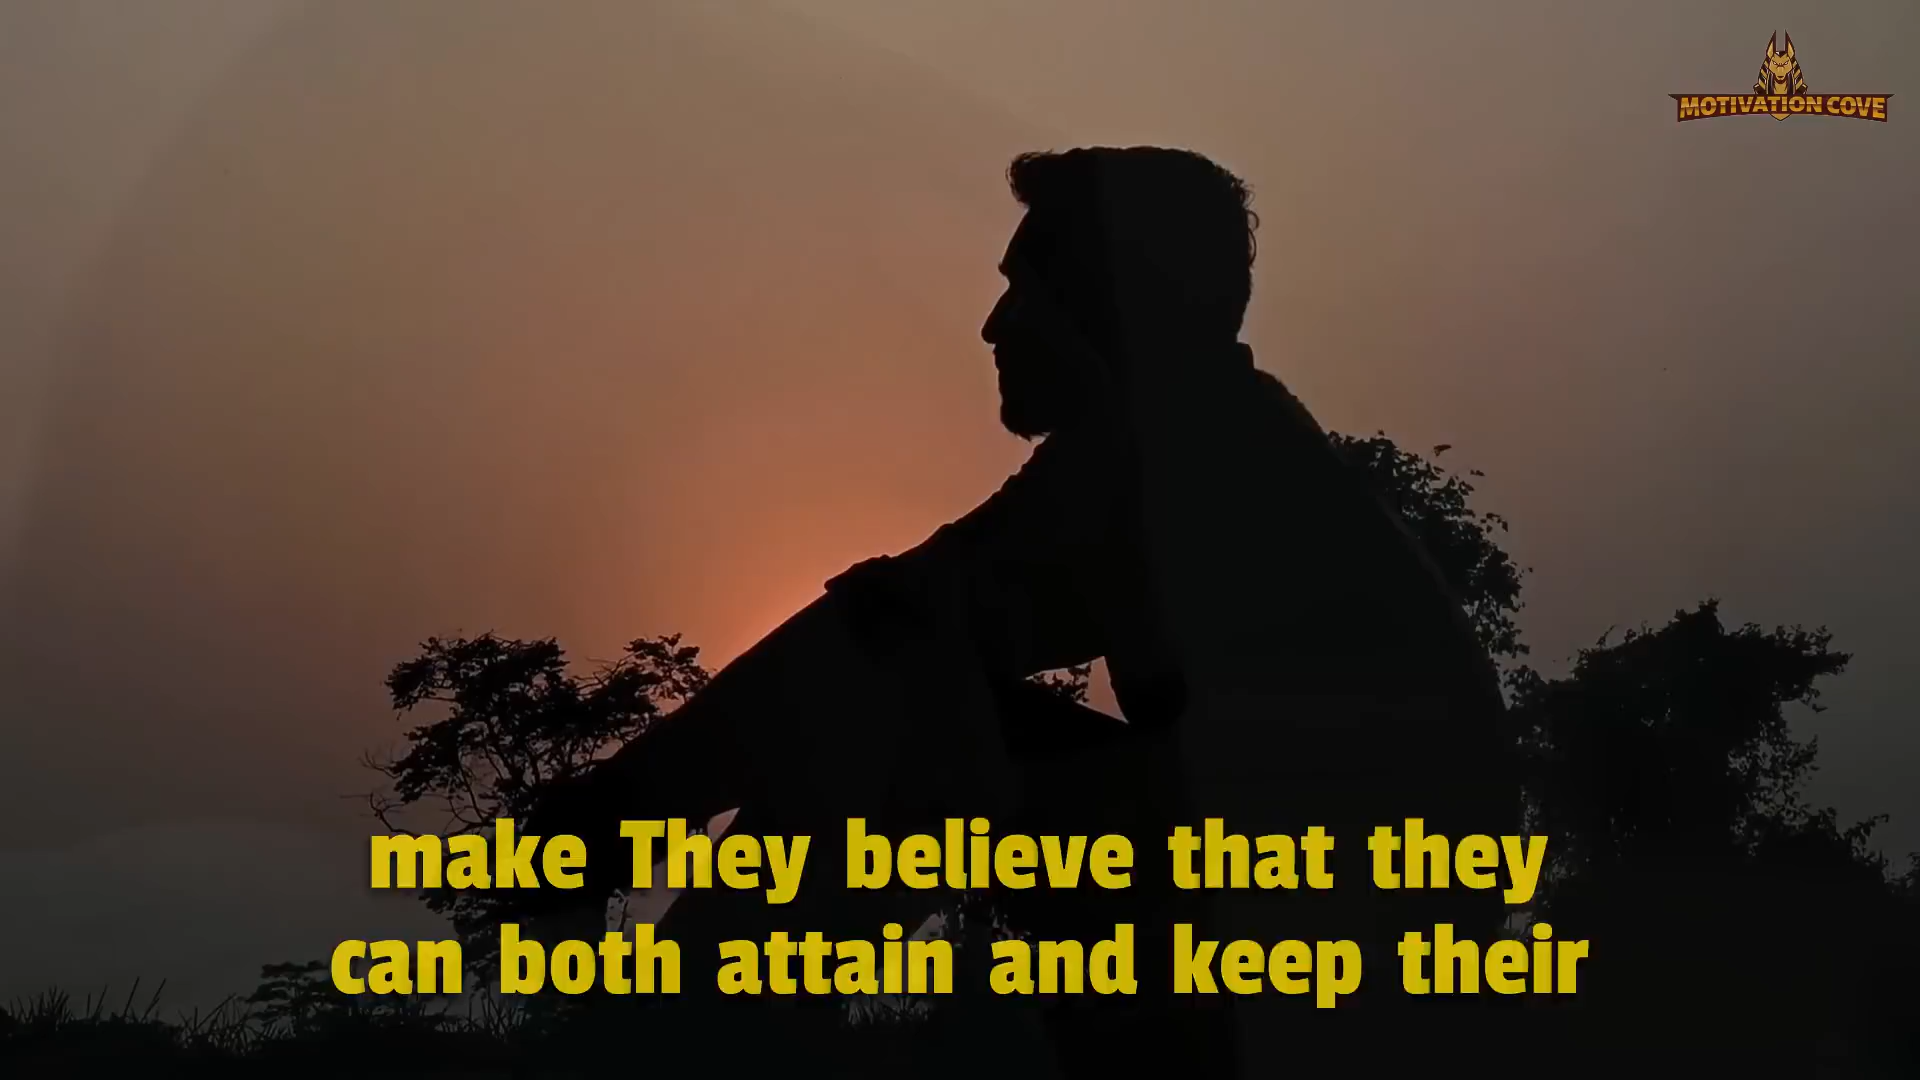 MOTIVATION COVE
make They believe that they
can both attain and keep their